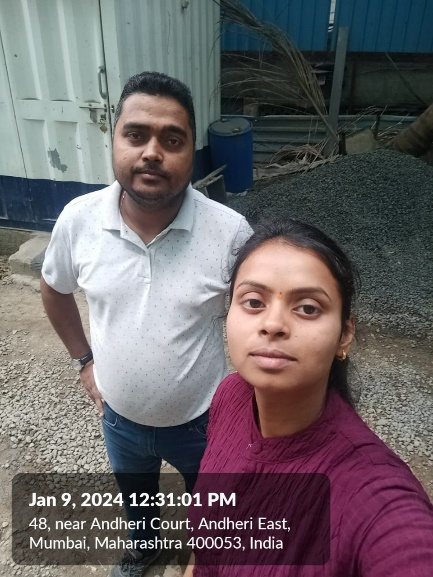 Jan 9, 2024 12:31:01 PM
48, near Andheri Court, Andheri East,
Mumbai, Maharashtra 400053, India